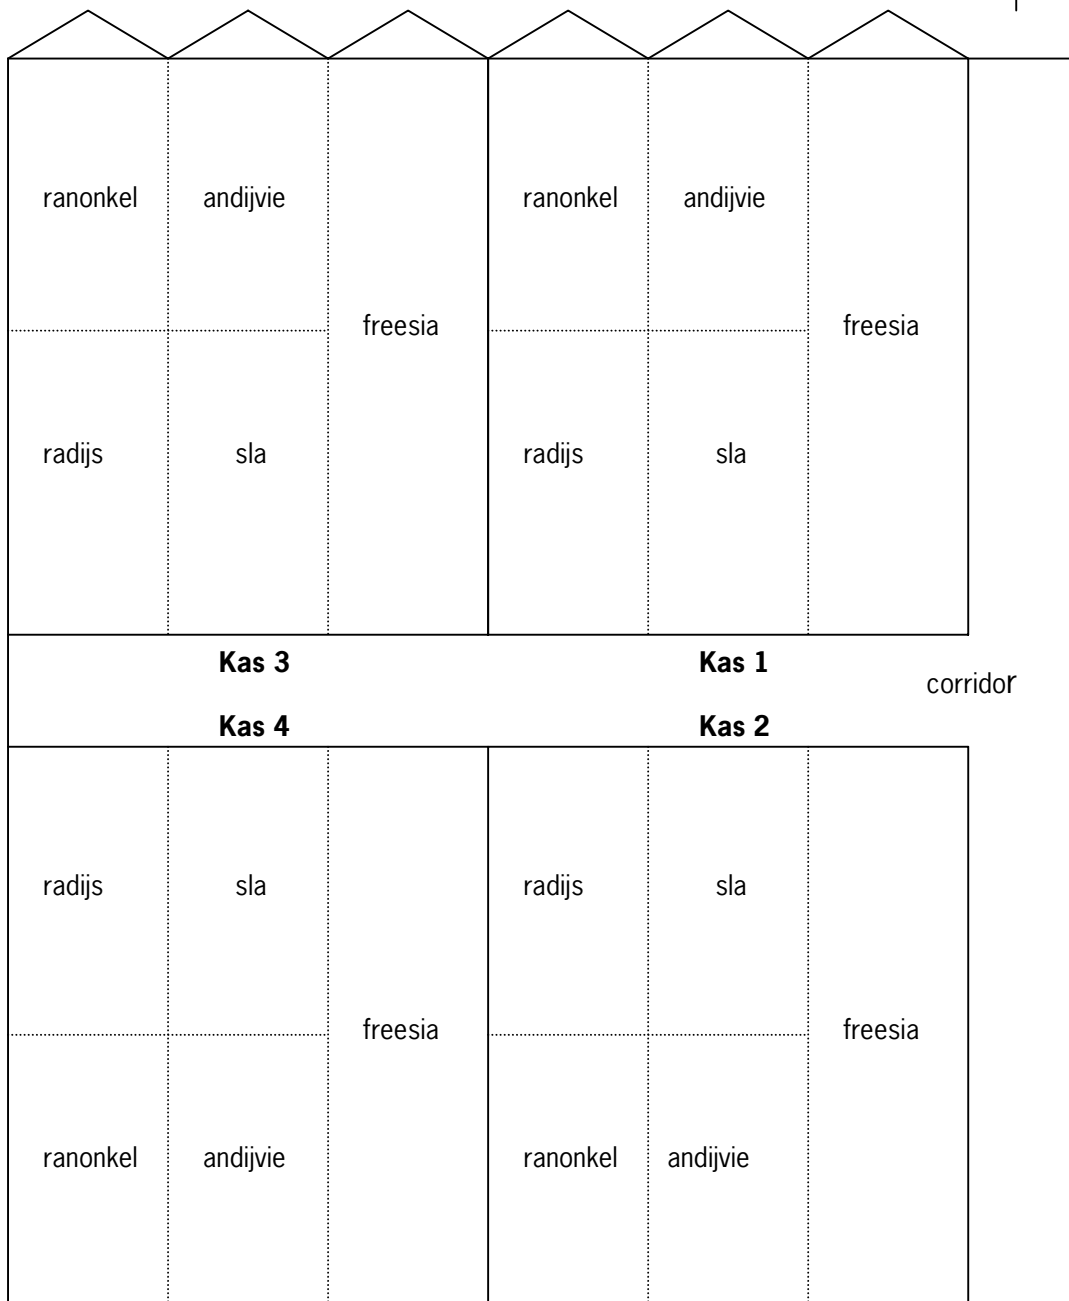 ranonkel andijvie ranonkel andijvie
freesia freesia
radijs sla radijs sla
Kas 3 Kas 1
corridor
Kas 4 Kas 2
radijs sla radijs sla
freesia freesia
ranonkel andijvie ranonkel andijvie